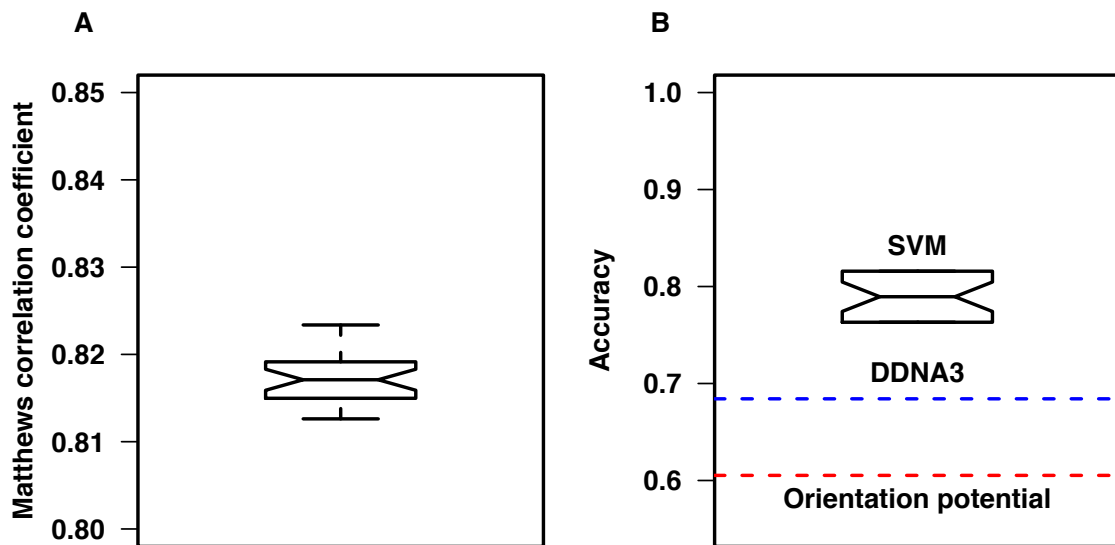 A
Matthews correlation coefficient
0.85
0.84
0.83
0.82
0.81
0.80
B
Accuracy
1.0
0.9
0.8
0.7
0.6
SVM
DDNA3
Orientation potential